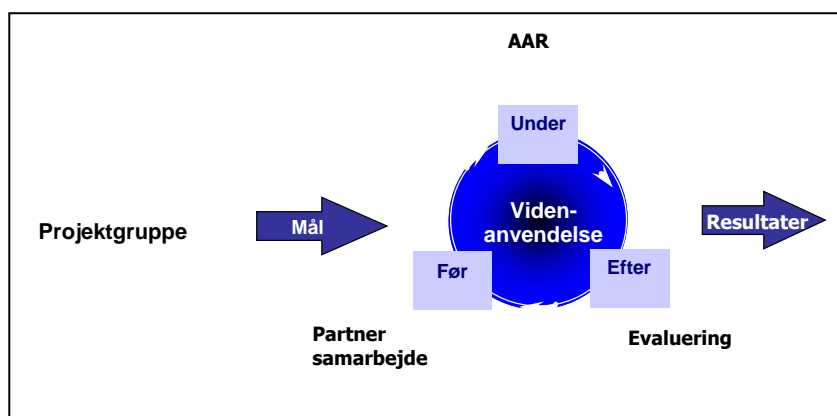 AAR
Under
Viden-
anvendelse
Projektgruppe
Mål
Resultater
Før
Efter
Partner
samarbejde
Evaluering